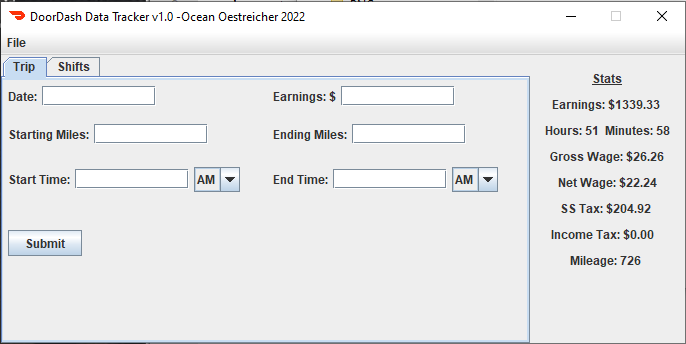 DoorDash Data Tracker v1.0 -Ocean Oestreicher 2022
File
Trip Shifts
Date: Earnings: $
Starting Miles: Ending Miles:
Start Time: AM End Time: AM
Submit
Stats
Earnings: $1339.33
Hours: 51 Minutes: 58
Gross Wage: $26.26
Net Wage: $22.24
SS Tax: $204.92
Income Tax: $0.00
Mileage: 726